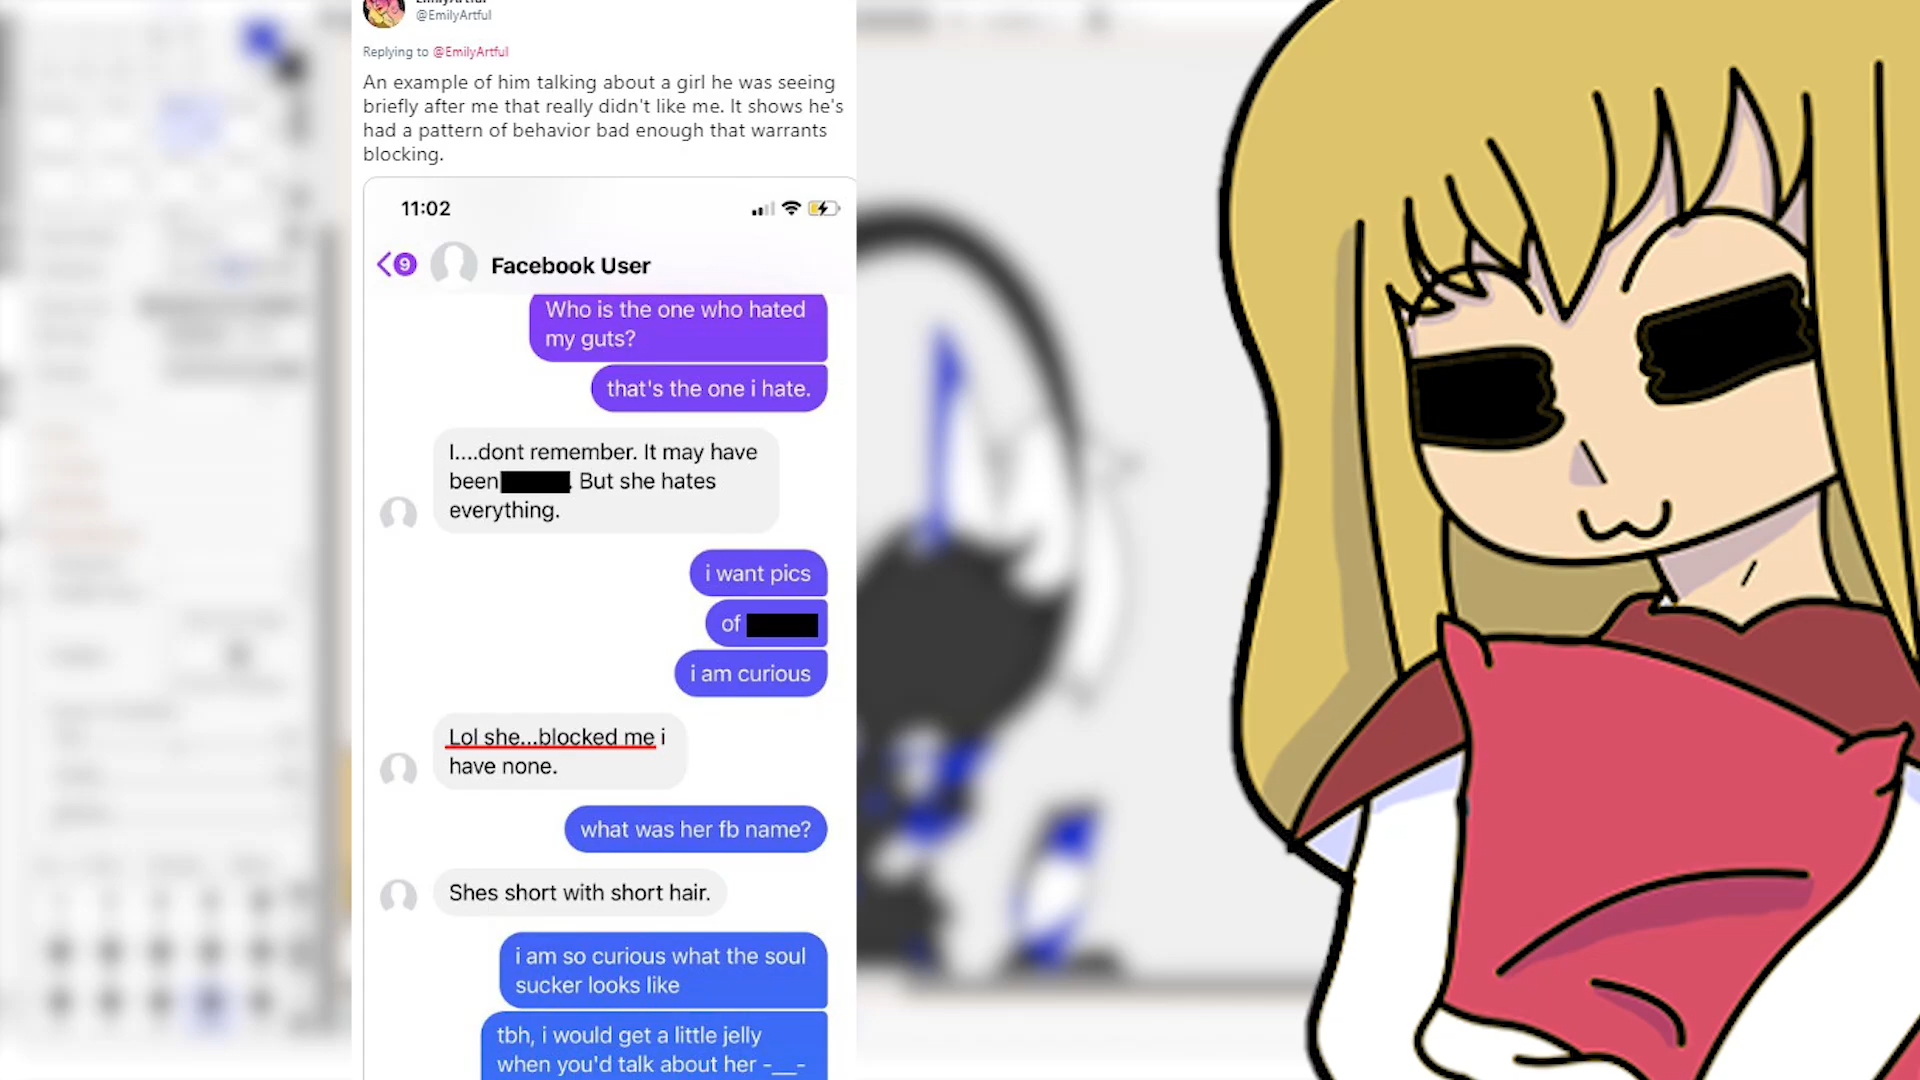 @EmilyArtful
Replying to @EmilyArtful
An example of him talking about a girl he was seeing
briefly after me that really didn't like me. It shows he's
had a pattern of behavior bad enough that warrants
blocking.
11:02
9
Facebook User
Who is the one who hated
my guts?
that's the one i hate.
I....dont remember. It may have
been . But she hates
everything.
i want pics
of
i am curious
Lol she...blocked me i
have none.
what was her fb name?
Shes short with short hair.
i am so curious what the soul
sucker looks like
tbh, i would get a little jelly
when you'd talk about her -__-